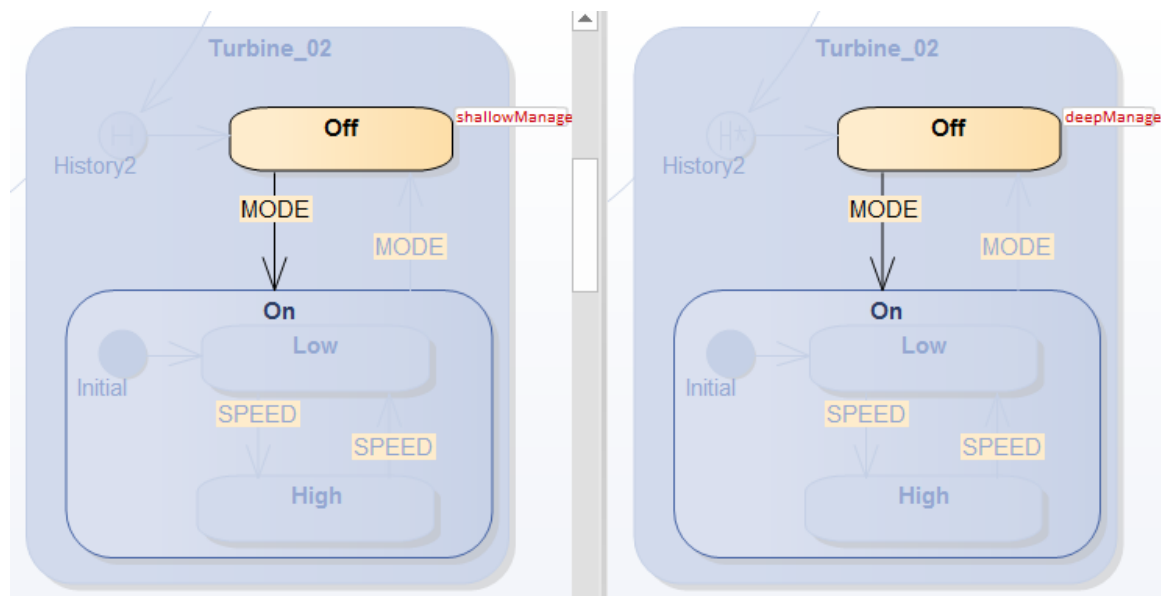 Turbine_02
Off
shallowManage
H
History2
MODE
MODE
On
Low
Initial
SPEED
SPEED
High
Turbine_02
Off
deepManage
H*
History2
MODE
MODE
On
Low
Initial
SPEED
SPEED
High